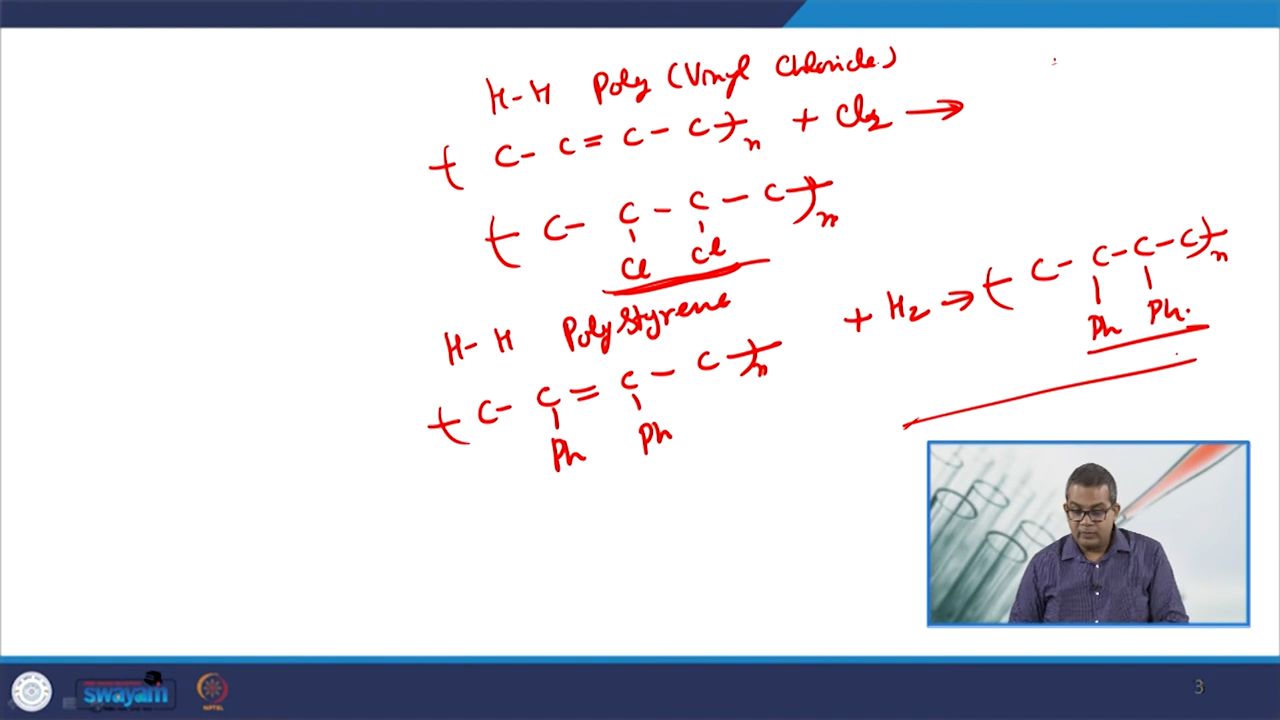 H-H Poly (Vinyl Chloride)
( C - C = C - C )n + Cl2 →
( C - C - C - C )n
Cl Cl
H-H Polystyrene
( C - C = C - C )n + H2 → ( C - C - C - C )n
Ph Ph Ph Ph.
swayam
3